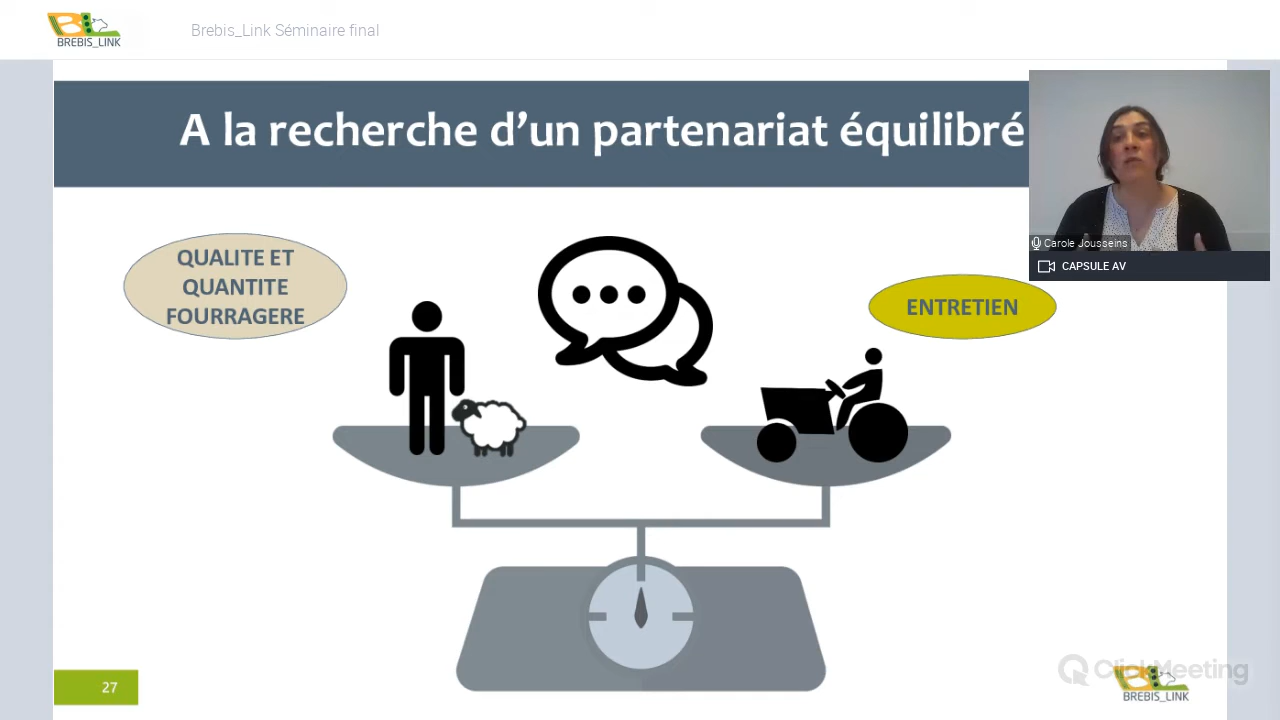 BREBIS_LINK
Brebis_Link Séminaire final
A la recherche d'un partenariat équilibré
Carole Jousseins
CAPSULE AV
QUALITE ET
QUANTITE
FOURRAGERE
ENTRETIEN
27
ClickMeeting
BREBIS_LINK